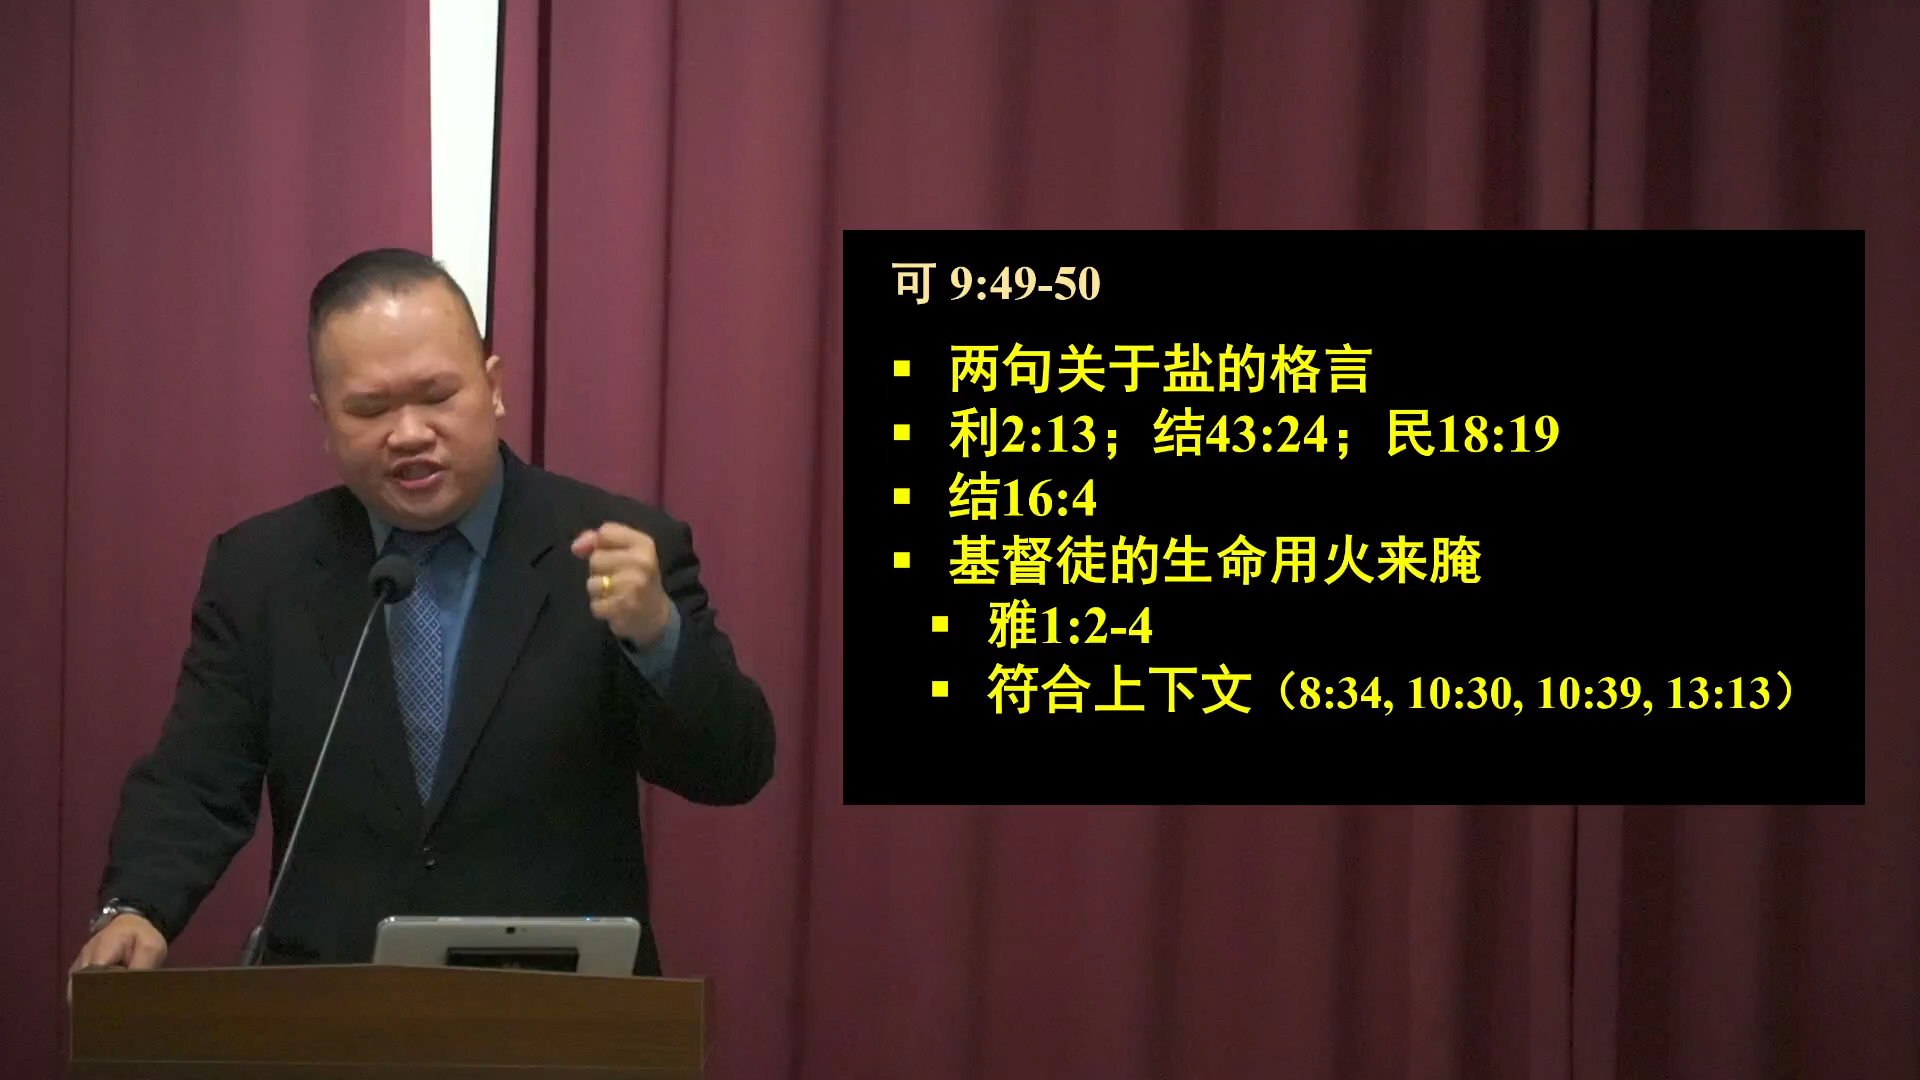 可 9:49-50
▪ 两句关于盐的格言
▪ 利2:13；结43:24；民18:19
▪ 结16:4
▪ 基督徒的生命用火来腌
▪ 雅1:2-4
▪ 符合上下文（8:34, 10:30, 10:39, 13:13）